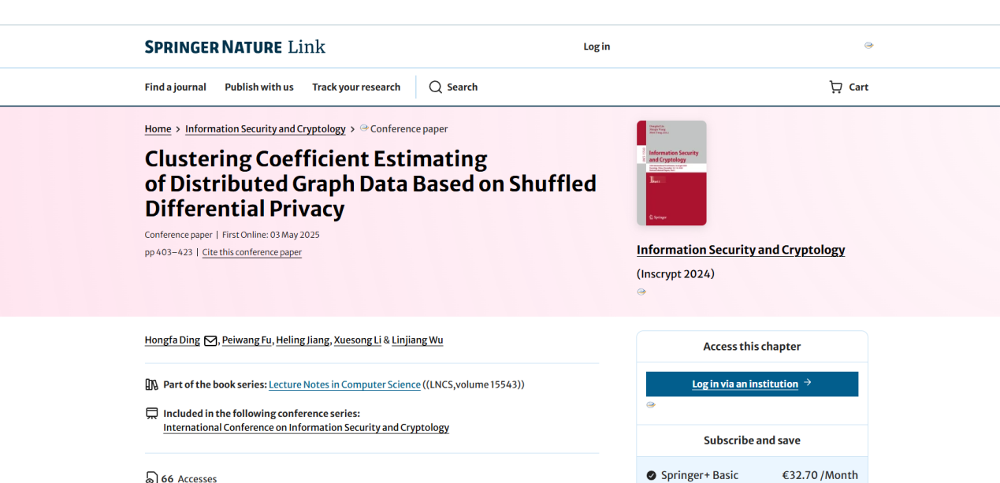 SPRINGER NATURE Link
Log in
Find a journal Publish with us Track your research Search Cart
Home > Information Security and Cryptology > Conference paper
Clustering Coefficient Estimating
of Distributed Graph Data Based on Shuffled
Differential Privacy
Conference paper | First Online: 03 May 2025
pp 403–423 | Cite this conference paper
Information Security
and Cryptology
Springer
Information Security and Cryptology
(Inscrypt 2024)
Hongfa Ding, Peiwang Fu, Heling Jiang, Xuesong Li & Linjiang Wu
Part of the book series: Lecture Notes in Computer Science ((LNCS,volume 15543))
Included in the following conference series:
International Conference on Information Security and Cryptology
66 Accesses
Access this chapter
Log in via an institution →
Subscribe and save
Springer+ Basic €32.70 /Month